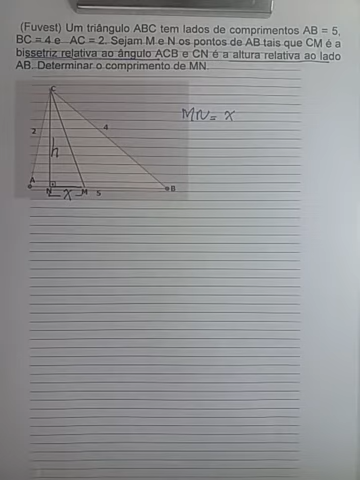 (Fuvest) Um triângulo ABC tem lados de comprimentos AB = 5,
BC = 4 e AC = 2. Sejam M e N os pontos de AB tais que CM é a
bissetriz relativa ao ângulo ACB e CN é a altura relativa ao lado
AB. Determinar o comprimento de MN.
C
MN = x
2
4
h
A
N
x
M
5
B